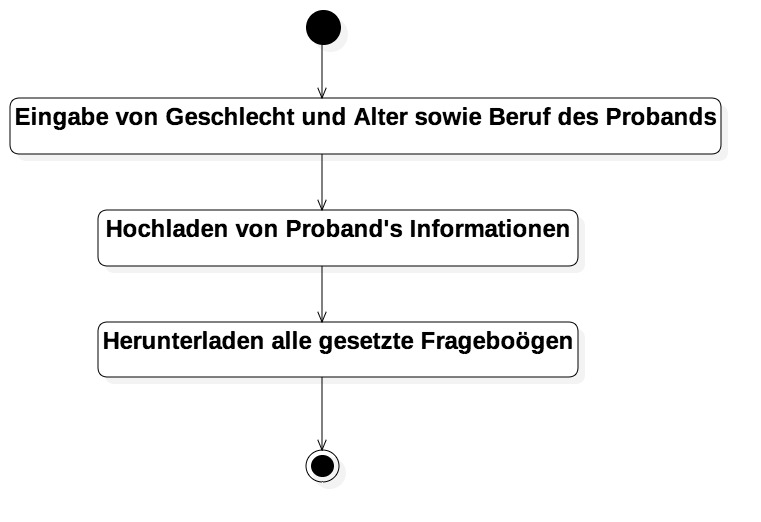 Eingabe von Geschlecht und Alter sowie Beruf des Probands
Hochladen von Proband's Informationen
Herunterladen alle gesetzte Frageboögen